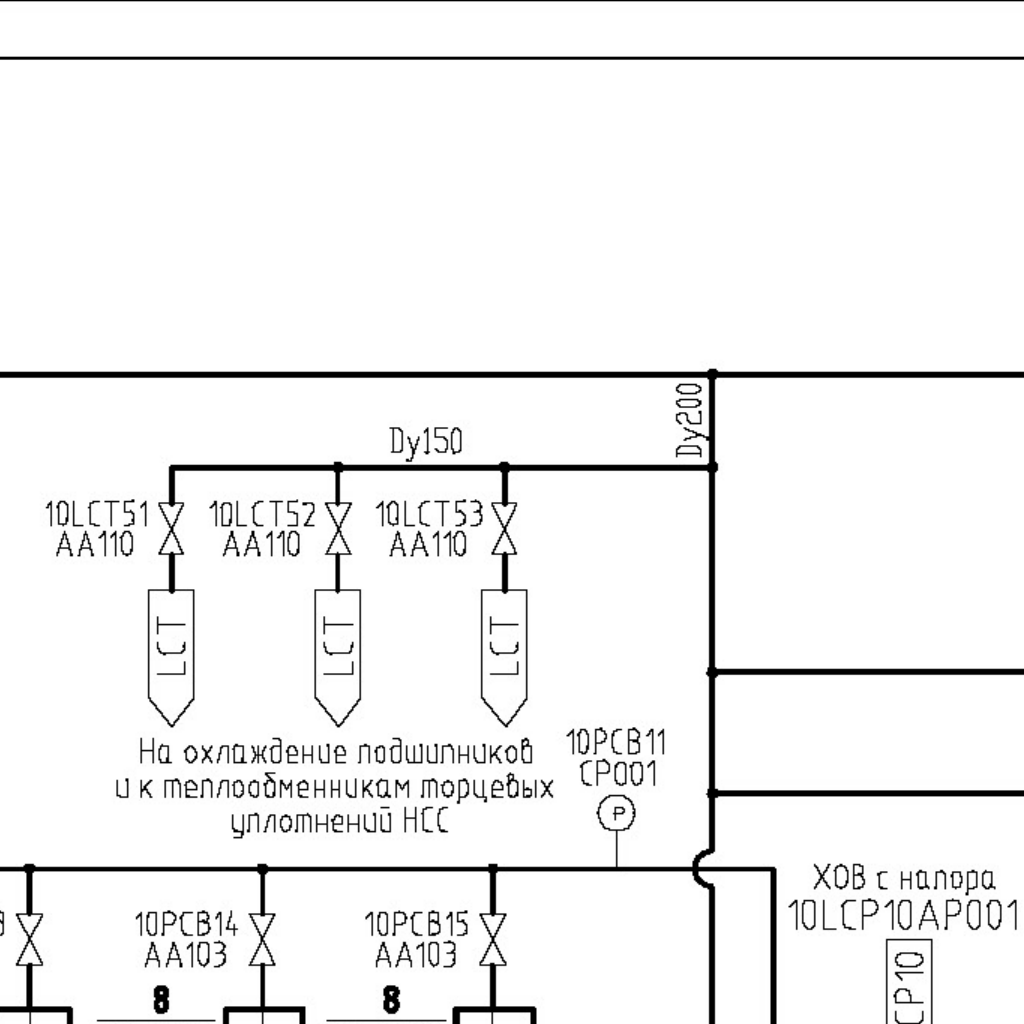 Dy200
Dy150
10LCT51
AA110
10LCT52
AA110
10LCT53
AA110
LCT
LCT
LCT
На охлаждение подшипников
и к теплообменникам торцевых
уплотнений НСС
10PCB11
CP001
P
ХОВ с напора
10LCP10AP001
10PCB14
AA103
10PCB15
AA103
CP10
8
8